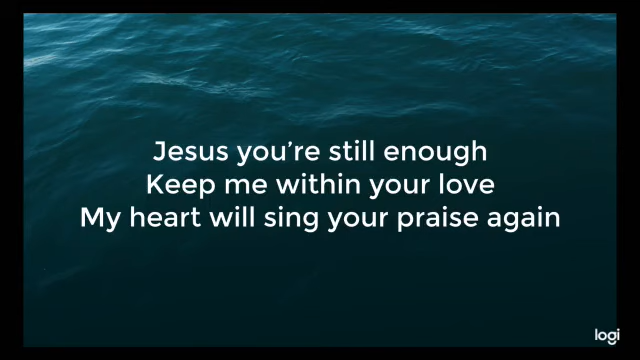 Jesus you're still enough
Keep me within your love
My heart will sing your praise again
logi